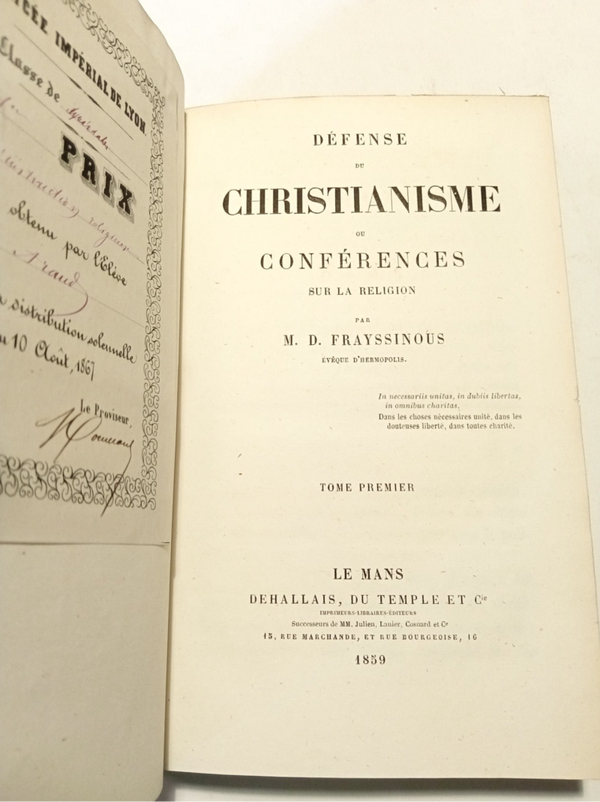 CÉE IMPÉRIAL DE LYON
Classe de
PRIX
obtenu par l'Elève
distribution solennelle
10 Août, 1867
Le Proviseur,
DÉFENSE
DU
CHRISTIANISME
OU
CONFÉRENCES
SUR LA RELIGION
PAR
M. D. FRAYSSINOUS
ÉVÊQUE D'HERMOPOLIS.
In necessariis unitas, in dubiis libertas,
in omnibus charitas.
Dans les choses nécessaires unité, dans les
douteuses liberté, dans toutes charité.
TOME PREMIER
LE MANS
DEHALLAIS, DU TEMPLE ET Cie
IMPRIMEURS-LIBRAIRES-ÉDITEURS
Successeurs de MM. Julien, Lanier, Cosnard et Ce
13, RUE MARCHANDE, ET RUE BOURGEOISE, 16
1859